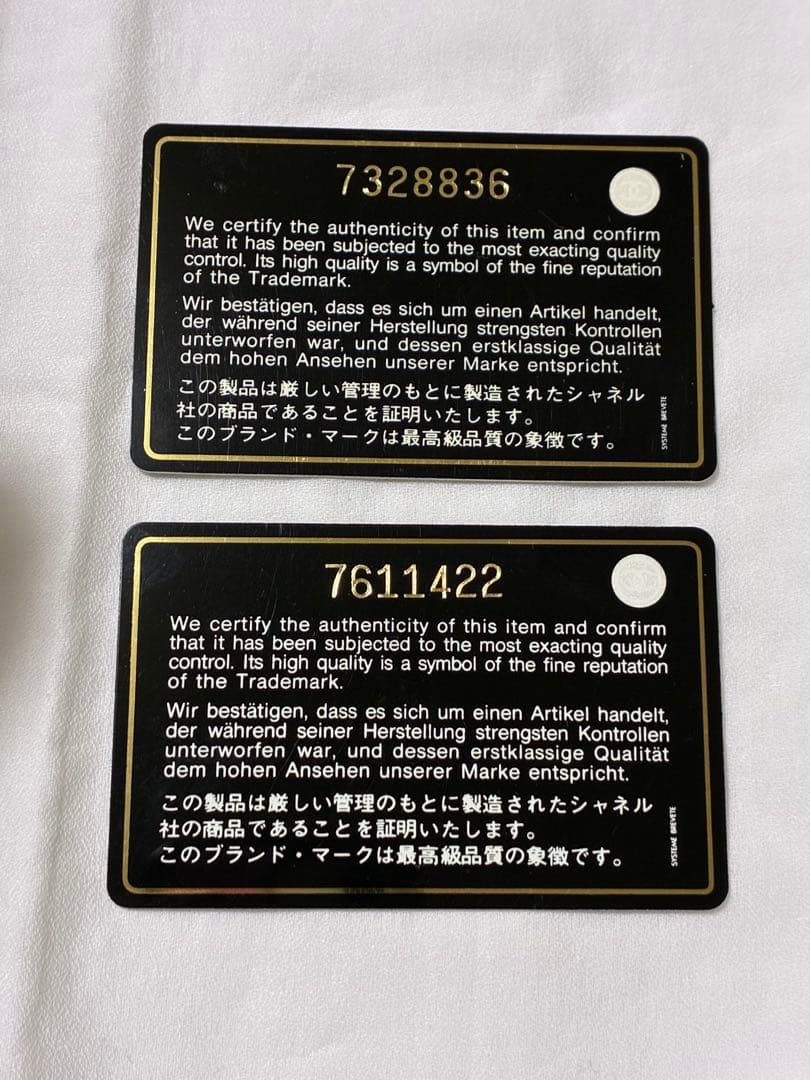 7328836
We certify the authenticity of this item and confirm
that it has been subjected to the most exacting quality
control. Its high quality is a symbol of the fine reputation
of the Trademark.
Wir bestätigen, dass es sich um einen Artikel handelt,
der während seiner Herstellung strengsten Kontrollen
unterworfen war, und dessen erstklassige Qualität
dem hohen Ansehen unserer Marke entspricht.
この製品は厳しい管理のもとに製造されたシャネル
社の商品であることを証明いたします。
このブランド・マークは最高級品質の象徴です。
SYSTEME BREVETE
7611422
We certify the authenticity of this item and confirm
that it has been subjected to the most exacting quality
control. Its high quality is a symbol of the fine reputation
of the Trademark.
Wir bestätigen, dass es sich um einen Artikel handelt,
der während seiner Herstellung strengsten Kontrollen
unterworfen war, und dessen erstklassige Qualität
dem hohen Ansehen unserer Marke entspricht.
この製品は厳しい管理のもとに製造されたシャネル
社の商品であることを証明いたします。
このブランド・マークは最高級品質の象徴です。
SYSTEME BREVETE